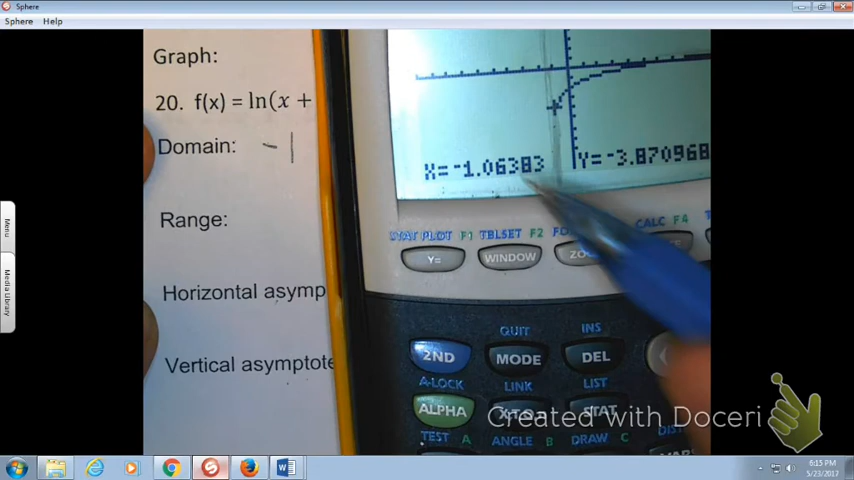 Sphere
Sphere Help
Graph:
20. f(x) = ln(x +
Domain: -1
Range:
Horizontal asymp
Vertical asymptote
X=-1.06383 Y=-3.870968
STAT PLOT F1 TBLSET F2 CALC F4
Y= WINDOW
QUIT INS
2ND MODE DEL
A-LOCK LINK LIST
ALPHA X,T,Θ,n STAT
TEST A ANGLE B DRAW C
Menu
Media Library
Created with Doceri
6:15 PM
5/23/2017